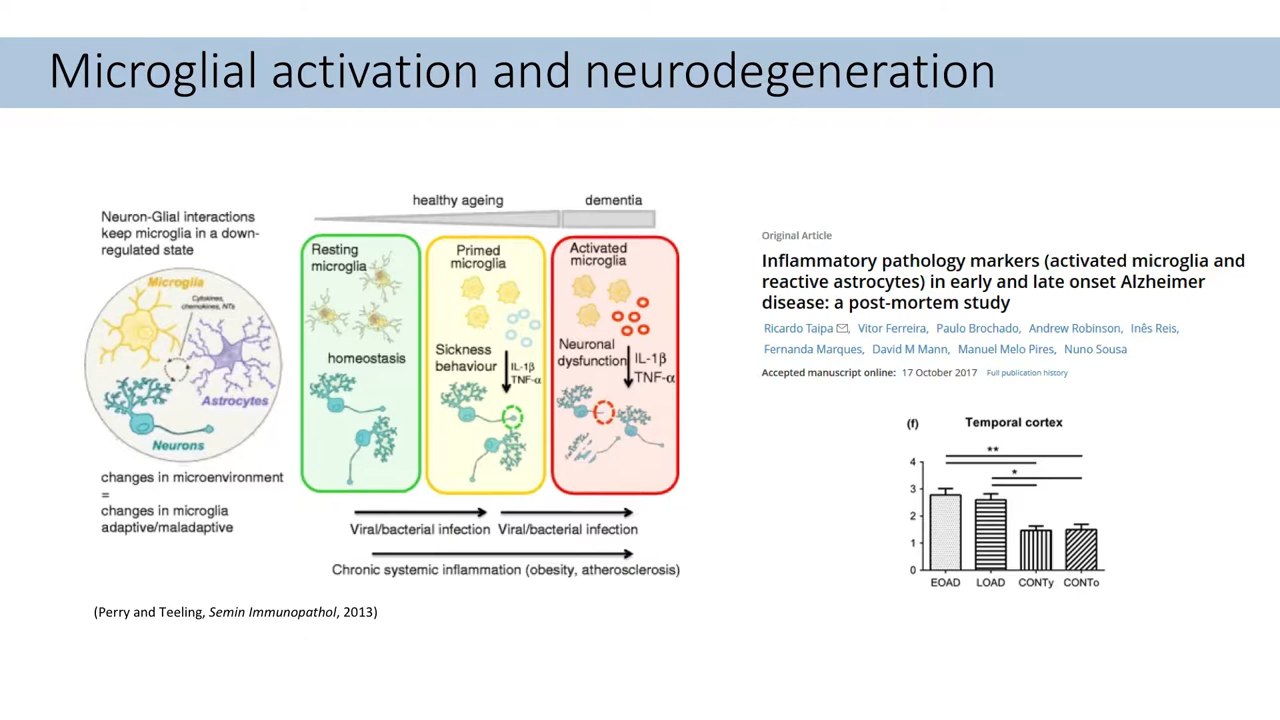 Microglial activation and neurodegeneration
Neuron-Glial interactions
keep microglia in a down-
regulated state
Microglia
Cytokines,
chemokines, NTs
Astrocytes
Neurons
changes in microenvironment
=
changes in microglia
adaptive/maladaptive
healthy ageing
dementia
Resting
microglia
homeostasis
Primed
microglia
Sickness
behaviour
IL-1β
TNF-α
Activated
microglia
Neuronal
dysfunction
IL-1β
TNF-α
Viral/bacterial infection
Viral/bacterial infection
Chronic systemic inflammation (obesity, atherosclerosis)
(Perry and Teeling, Semin Immunopathol, 2013)
Original Article
Inflammatory pathology markers (activated microglia and
reactive astrocytes) in early and late onset Alzheimer
disease: a post-mortem study
Ricardo Taipa, Vitor Ferreira, Paulo Brochado, Andrew Robinson, Inês Reis,
Fernanda Marques, David M Mann, Manuel Melo Pires, Nuno Sousa
Accepted manuscript online: 17 October 2017 Full publication history
(f) Temporal cortex
**
*
4
3
2
1
0
EOAD LOAD CONTy CONTo